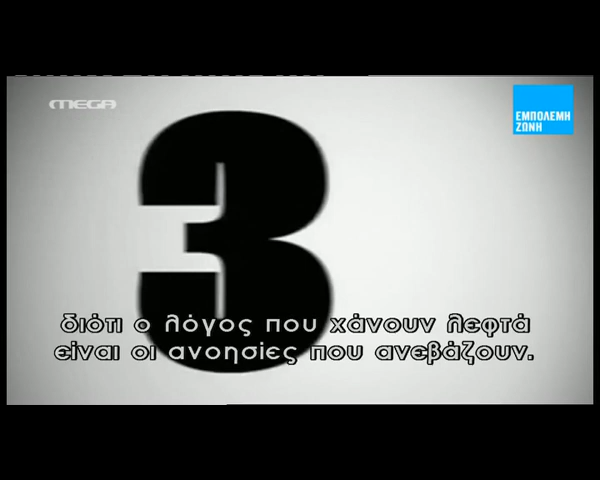 MEGA
ΕΜΠΟΛΕΜΗ
ΖΩΝΗ
3
διότι ο λόγος που χάνουν λεφτά
είναι οι ανοησίες που ανεβάζουν.